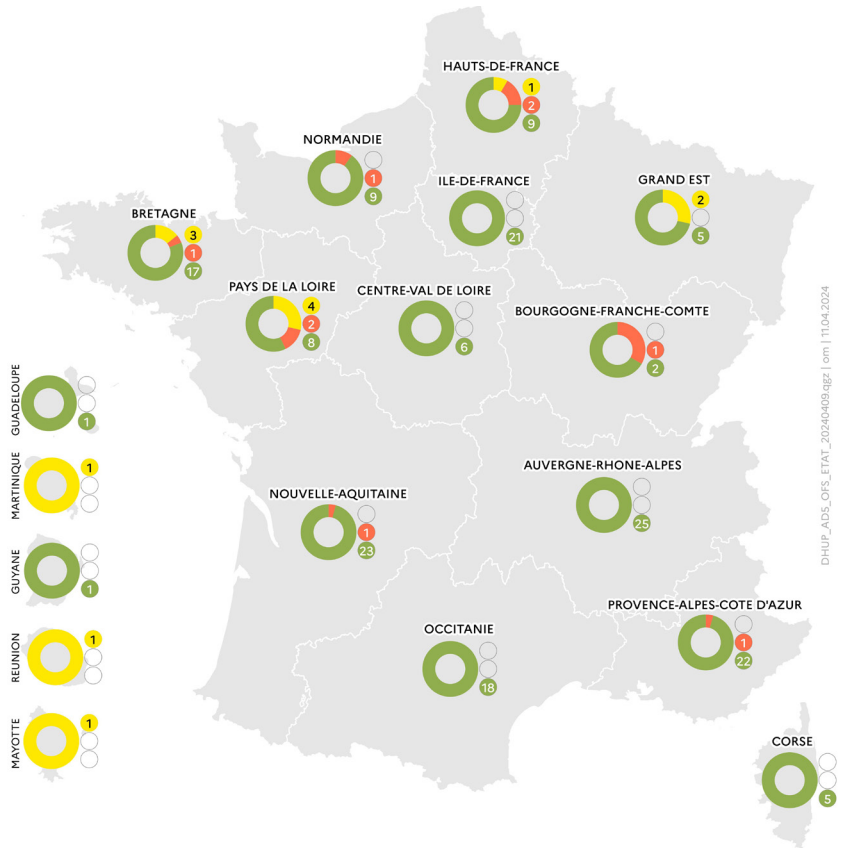 HAUTS-DE-FRANCE
1
2
9
NORMANDIE
1
9
ILE-DE-FRANCE
21
GRAND EST
2
5
BRETAGNE
3
1
17
PAYS DE LA LOIRE
4
2
8
CENTRE-VAL DE LOIRE
6
BOURGOGNE-FRANCHE-COMTE
1
2
GUADELOUPE
1
MARTINIQUE
1
GUYANE
1
REUNION
1
MAYOTTE
1
NOUVELLE-AQUITAINE
1
23
AUVERGNE-RHONE-ALPES
25
OCCITANIE
18
PROVENCE-ALPES-COTE D'AZUR
1
22
CORSE
5
DHUP_ADS_OFS_ETAT_20240409.qgz | om | 11.04.2024